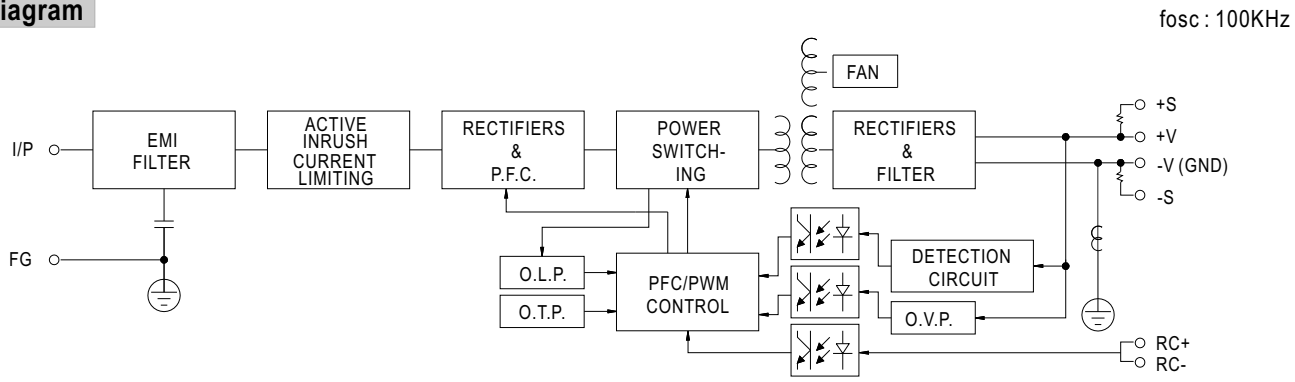 iagram
fosc : 100KHz
FAN
I/P
EMI
FILTER
ACTIVE
INRUSH
CURRENT
LIMITING
RECTIFIERS
&
P.F.C.
POWER
SWITCH-
ING
RECTIFIERS
&
FILTER
+S
+V
-V (GND)
-S
FG
O.L.P.
O.T.P.
PFC/PWM
CONTROL
DETECTION
CIRCUIT
O.V.P.
RC+
RC-